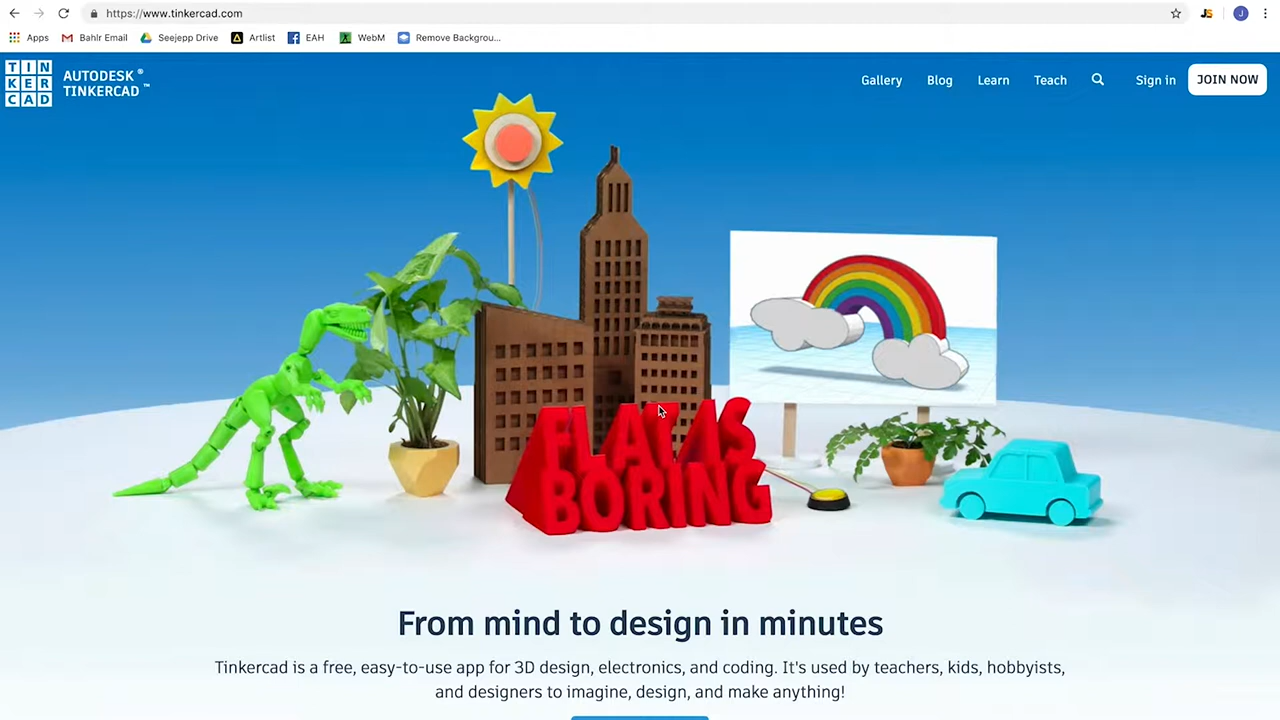 https://www.tinkercad.com
J
Apps Bahlr Email Seejepp Drive Artlist EAH WebM Remove Backgrou...
TIN
KER
CAD
AUTODESK ®
TINKERCAD ™
Gallery Blog Learn Teach Sign in JOIN NOW
FLAT IS
BORING
From mind to design in minutes
Tinkercad is a free, easy-to-use app for 3D design, electronics, and coding. It's used by teachers, kids, hobbyists,
and designers to imagine, design, and make anything!